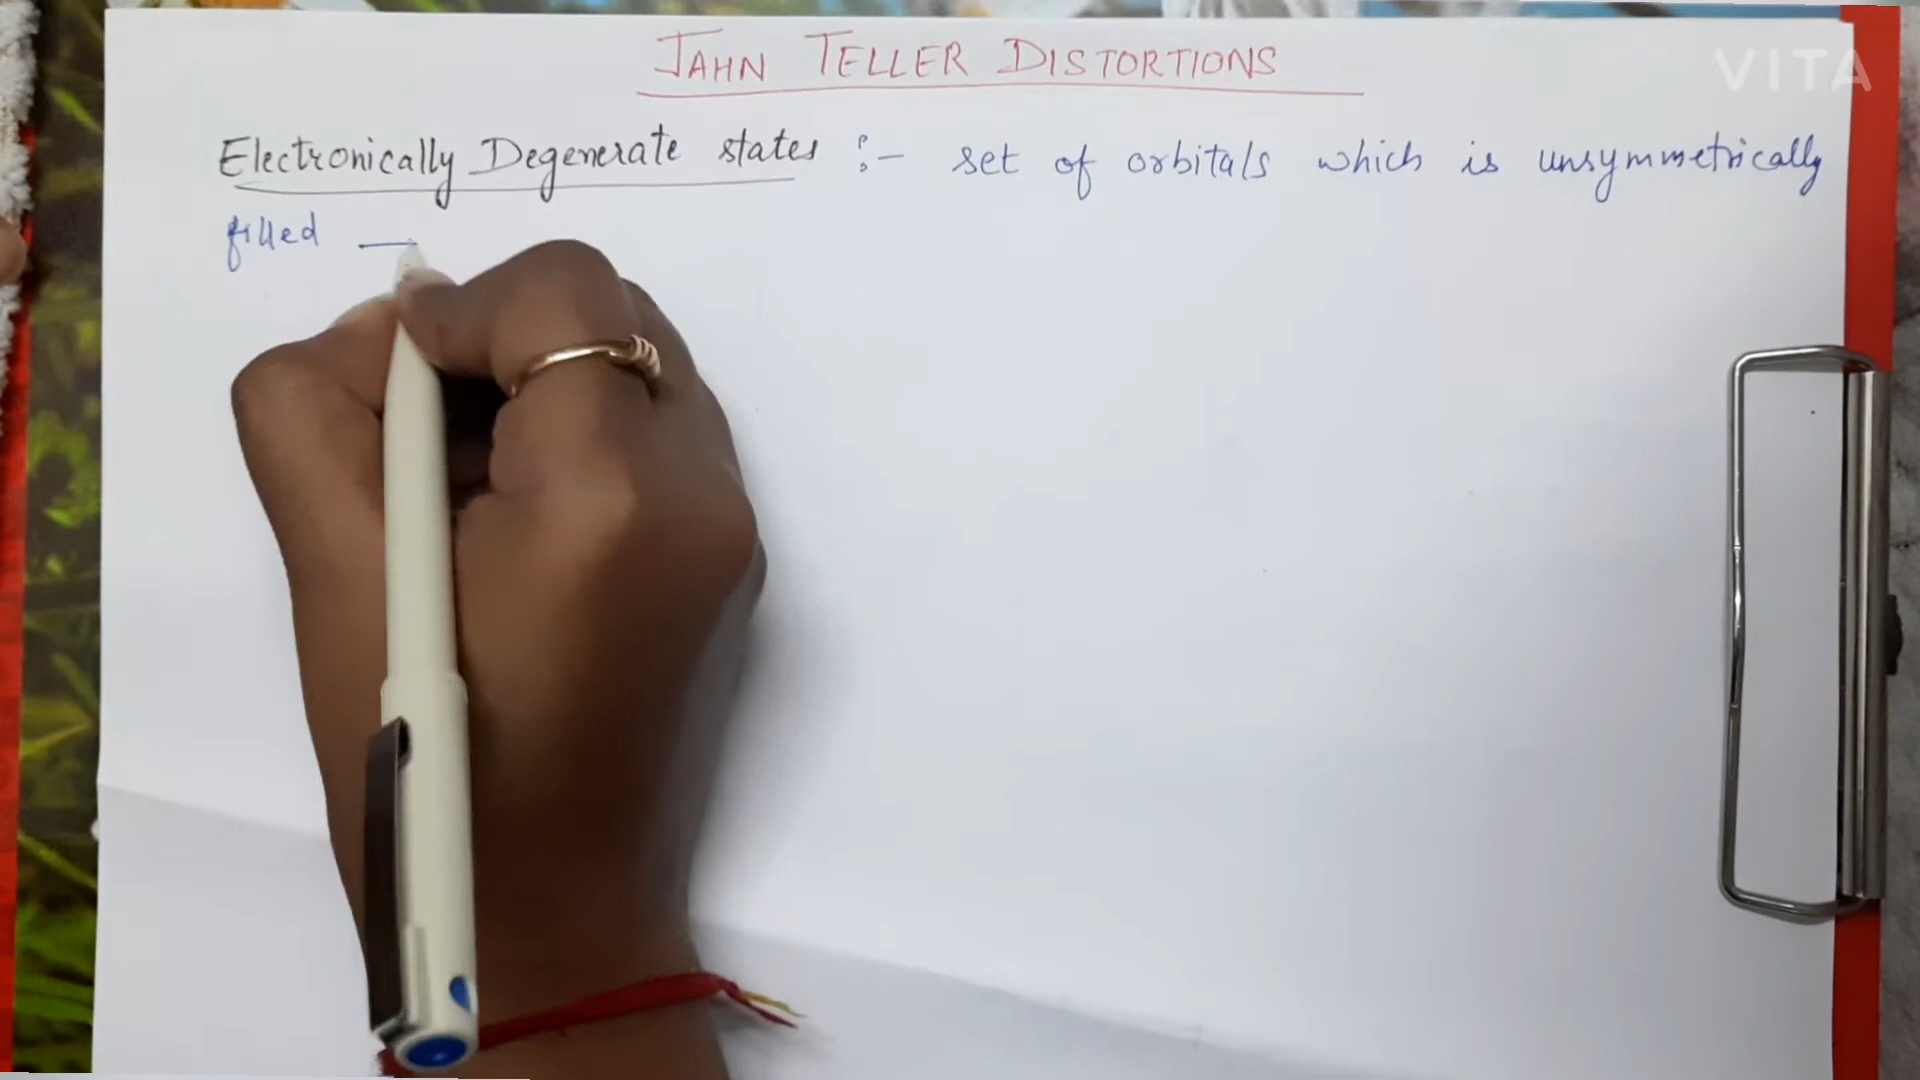 JAHN TELLER DISTORTIONS
VITA
Electronically Degenerate states :- set of orbitals which is unsymmetrically
filled —